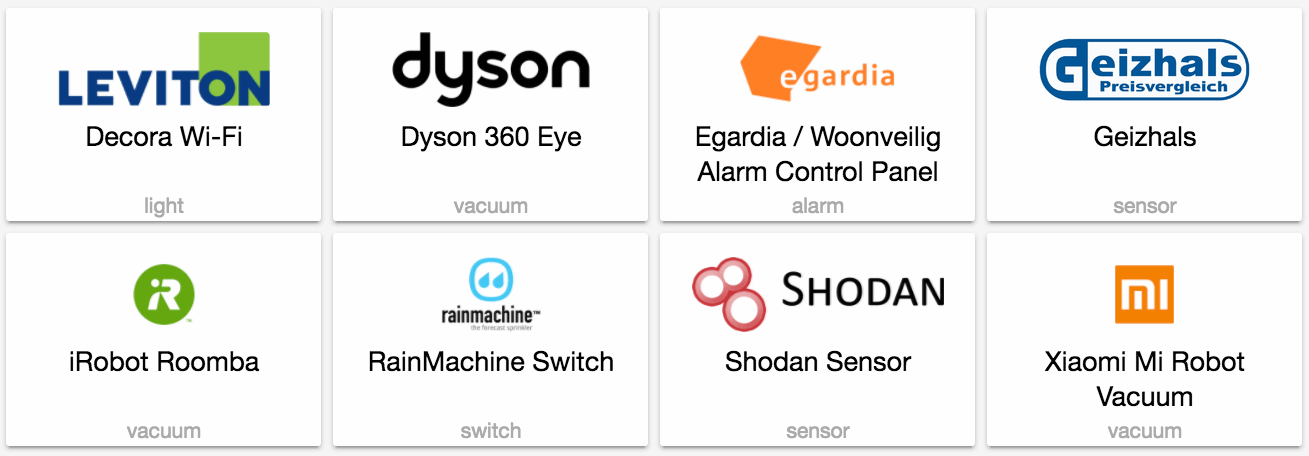 LEVITON
Decora Wi-Fi
light
dyson
Dyson 360 Eye
vacuum
egardia
Egardia / Woonveilig
Alarm Control Panel
alarm
Geizhals
Preisvergleich
Geizhals
sensor
iR
iRobot Roomba
vacuum
rainmachine™
the forecast sprinkler
RainMachine Switch
switch
SHODAN
Shodan Sensor
sensor
mi
Xiaomi Mi Robot
Vacuum
vacuum